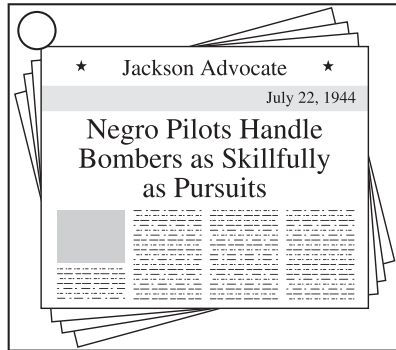 ★ Jackson Advocate ★
July 22, 1944
Negro Pilots Handle
Bombers as Skillfully
as Pursuits